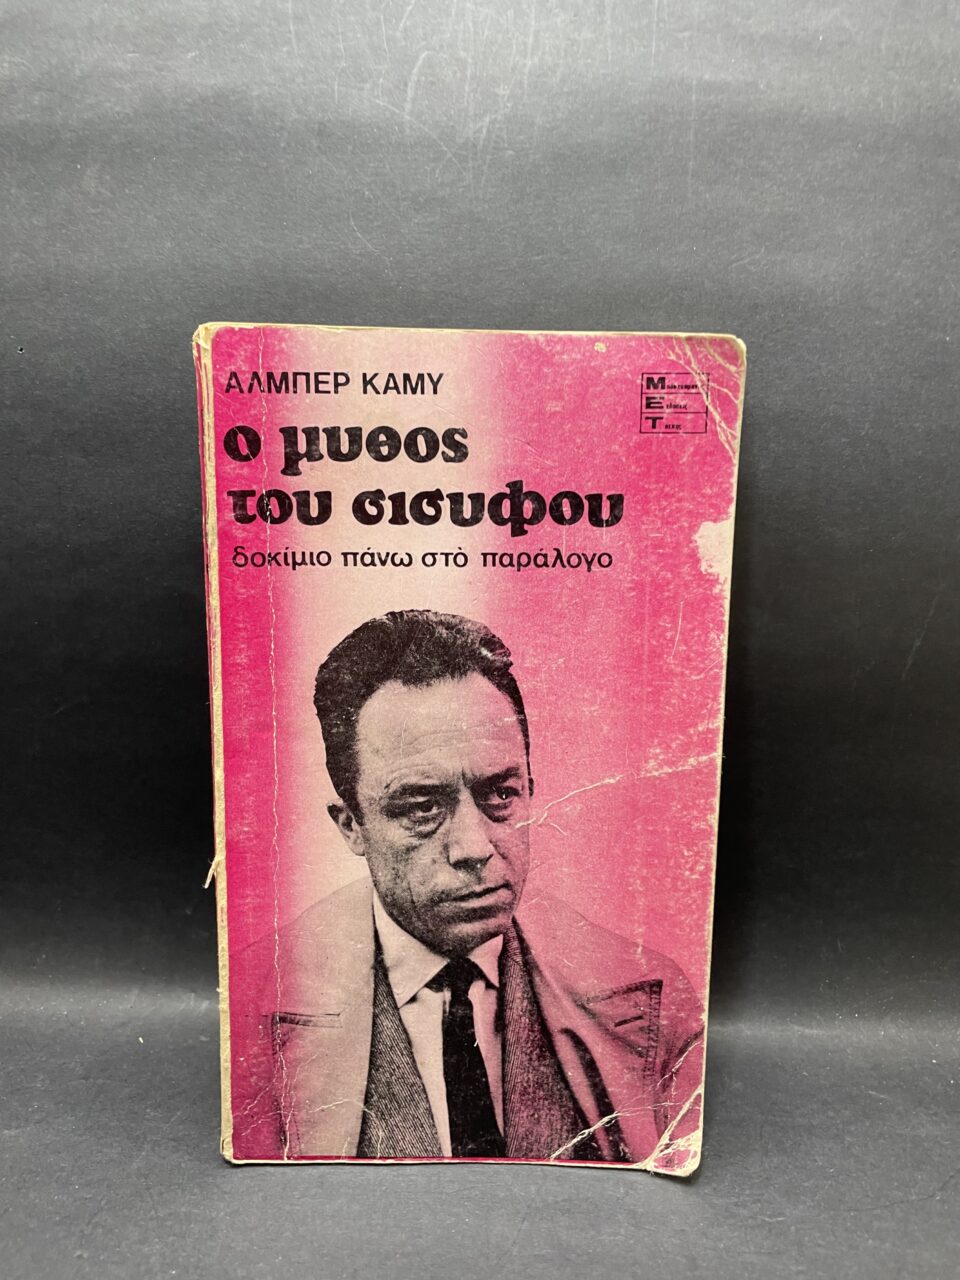 ΑΛΜΠΕΡ ΚΑΜΥ
ο μυθος
του σισυφου
δοκίμιο πάνω στὸ παράλογο
Μ
Ε
Τ